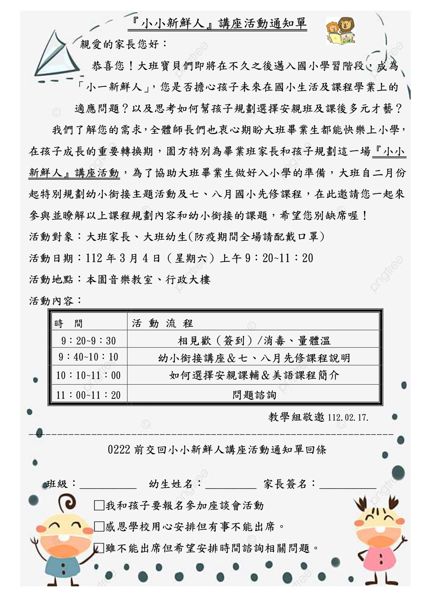 『小小新鮮人』講座活動通知單
親愛的家長您好：
恭喜您！大班寶貝們即將在不久之後邁入國小學習階段，成為
「小一新鮮人」，您是否擔心孩子未來在國小生活及課程學業上的
適應問題？以及思考如何幫孩子規劃選擇安親班及課後多元才藝？
我們了解您的需求，全體師長們也衷心期盼大班畢業生都能快樂上小學，
在孩子成長的重要轉換期，園方特別為畢業班家長和孩子規劃這一場『小小
新鮮人』講座活動，為了協助大班畢業生做好入小學的準備，大班自二月份
起特別規劃幼小銜接主題活動及七、八月國小先修課程，在此邀請您一起來
參與並瞭解以上課程規劃內容和幼小銜接的課題，希望您別缺席喔！
活動對象：大班家長、大班幼生(防疫期間全場請配戴口罩)
活動日期：112 年 3 月 4 日（星期六）上午 9：20~11：20
活動地點：本園音樂教室、行政大樓
活動內容：
時 間 活 動 流 程
9：20~9：30 相見歡（簽到）/消毒、量體溫
9：40~10：10 幼小銜接講座＆七、八月先修課程說明
10：10~11：00 如何選擇安親課輔＆美語課程簡介
11：00~11：20 問題諮詢
教學組敬邀 112.02.17.
0222 前交回小小新鮮人講座活動通知單回條
班級：________ 幼生姓名：________ 家長簽名：________
□我和孩子要報名參加座談會活動
□感恩學校用心安排但有事不能出席。
□雖不能出席但希望安排時間諮詢相關問題。